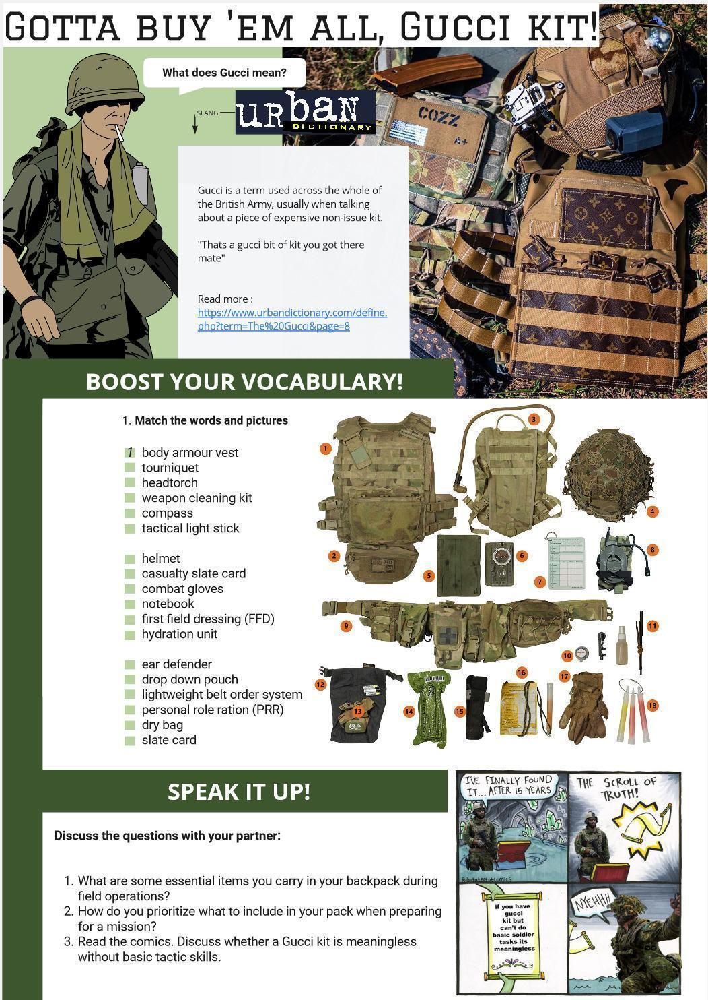 GOTTA BUY 'EM ALL, GUCCI KIT!
What does Gucci mean?
SLANG
urban
DICTIONARY
COZZ
A+
Gucci is a term used across the whole of
the British Army, usually when talking
about a piece of expensive non-issue kit.
"Thats a gucci bit of kit you got there
mate"
Read more :
https://www.urbandictionary.com/define.
php?term=The%20Gucci&page=8
BOOST YOUR VOCABULARY!
1. Match the words and pictures
1 body armour vest
tourniquet
headtorch
weapon cleaning kit
compass
tactical light stick
helmet
casualty slate card
combat gloves
notebook
first field dressing (FFD)
hydration unit
ear defender
drop down pouch
lightweight belt order system
personal role ration (PRR)
dry bag
slate card
1
2
3
4
5
6
7
8
9
10
11
12
13
14
15
16
17
18
SPEAK IT UP!
Discuss the questions with your partner:
1. What are some essential items you carry in your backpack during
field operations?
2. How do you prioritize what to include in your pack when preparing
for a mission?
3. Read the comics. Discuss whether a Gucci kit is meaningless
without basic tactic skills.
I'VE FINALLY FOUND
IT... AFTER 15 YEARS
THE SCROLL OF
TRUTH!
if you have
gucci
kit but
can't do
basic soldier
tasks its
meaningless
NYEHHH